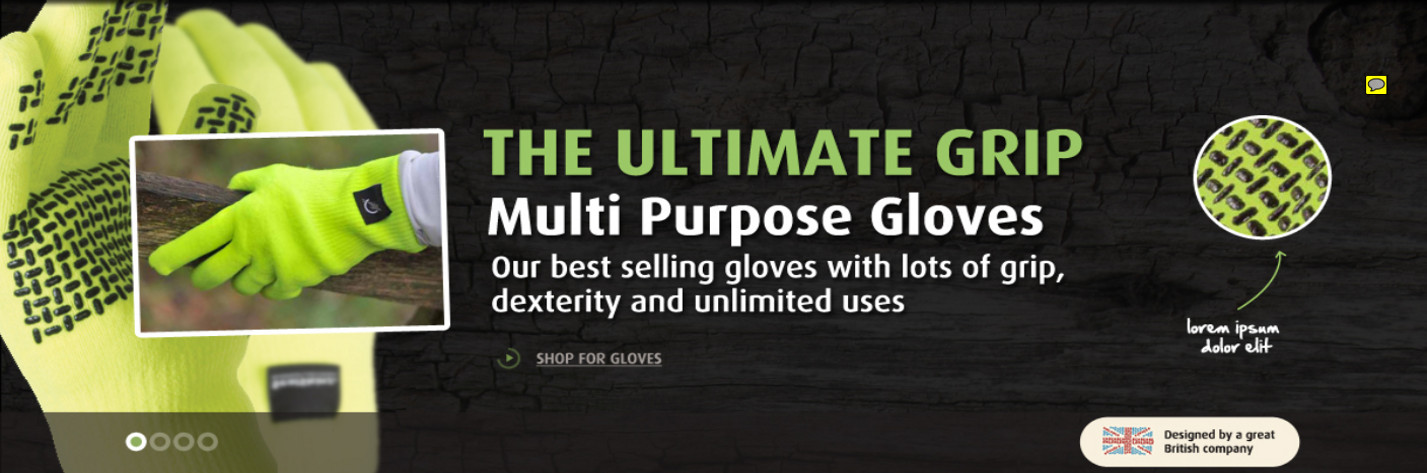 THE ULTIMATE GRIP
Multi Purpose Gloves
Our best selling gloves with lots of grip,
dexterity and unlimited uses
SHOP FOR GLOVES
lorem ipsum
dolor elit
Designed by a great
British company